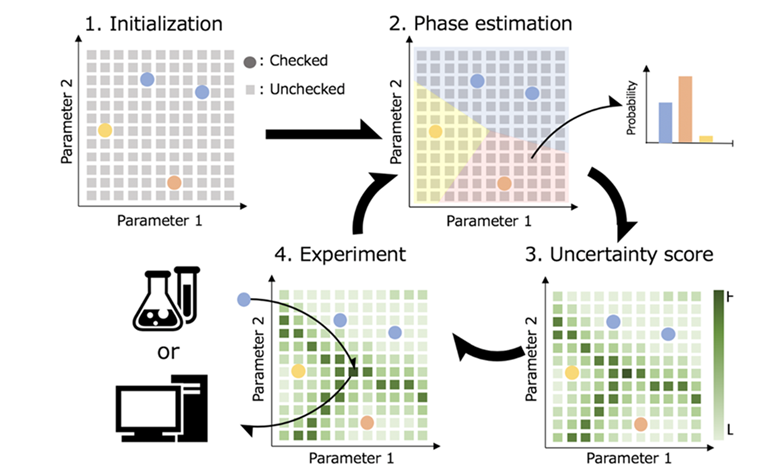 1. Initialization
Parameter 2
Parameter 1
: Checked
: Unchecked
2. Phase estimation
Parameter 2
Parameter 1
Probability
3. Uncertainty score
Parameter 2
Parameter 1
H
L
4. Experiment
Parameter 2
Parameter 1
or